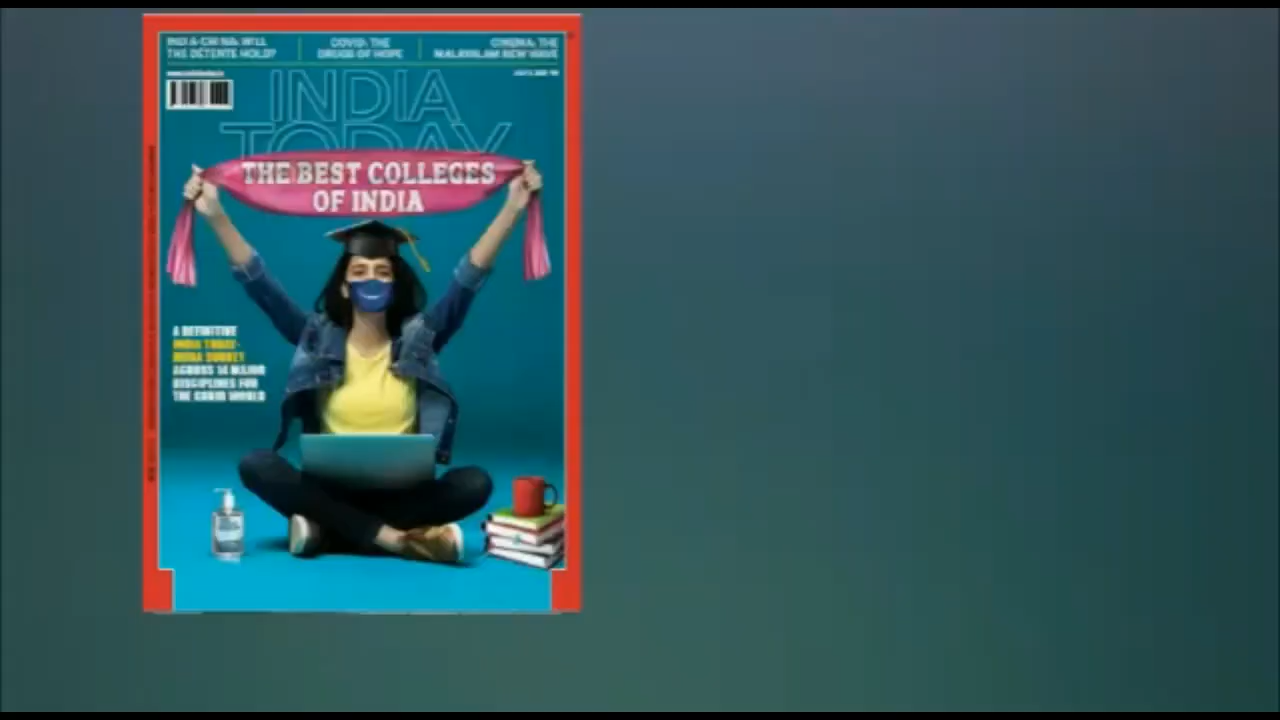 INDIA-CHINA: WILL
THE DÉTENTE HOLD?
COVID: THE
DRUGS OF HOPE
CINEMA: THE
MALAYALAM NEW WAVE
INDIA
TODAY
THE BEST COLLEGES
OF INDIA
A DEFINITIVE
INDIA TODAY-
MDRA SURVEY
ACROSS 14 MAJOR
DISCIPLINES FOR
THE COVID WORLD